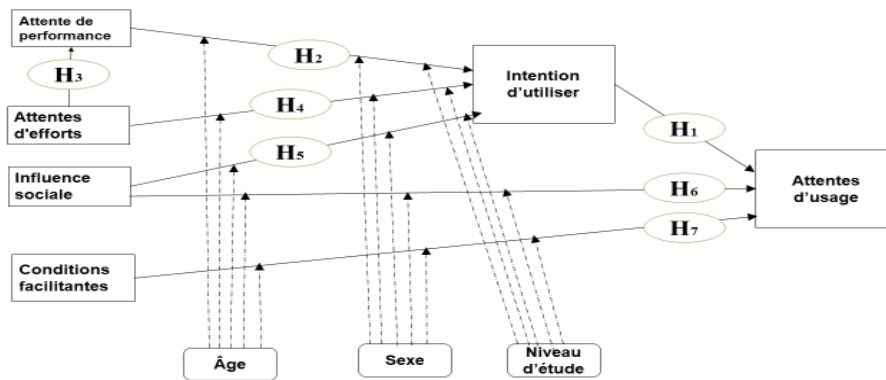 Attente de
performance
H2
H3
Intention
d'utiliser
Attentes
d'efforts
H4
H1
H5
Influence
sociale
H6
Attentes
d'usage
H7
Conditions
facilitantes
Âge
Sexe
Niveau
d'étude